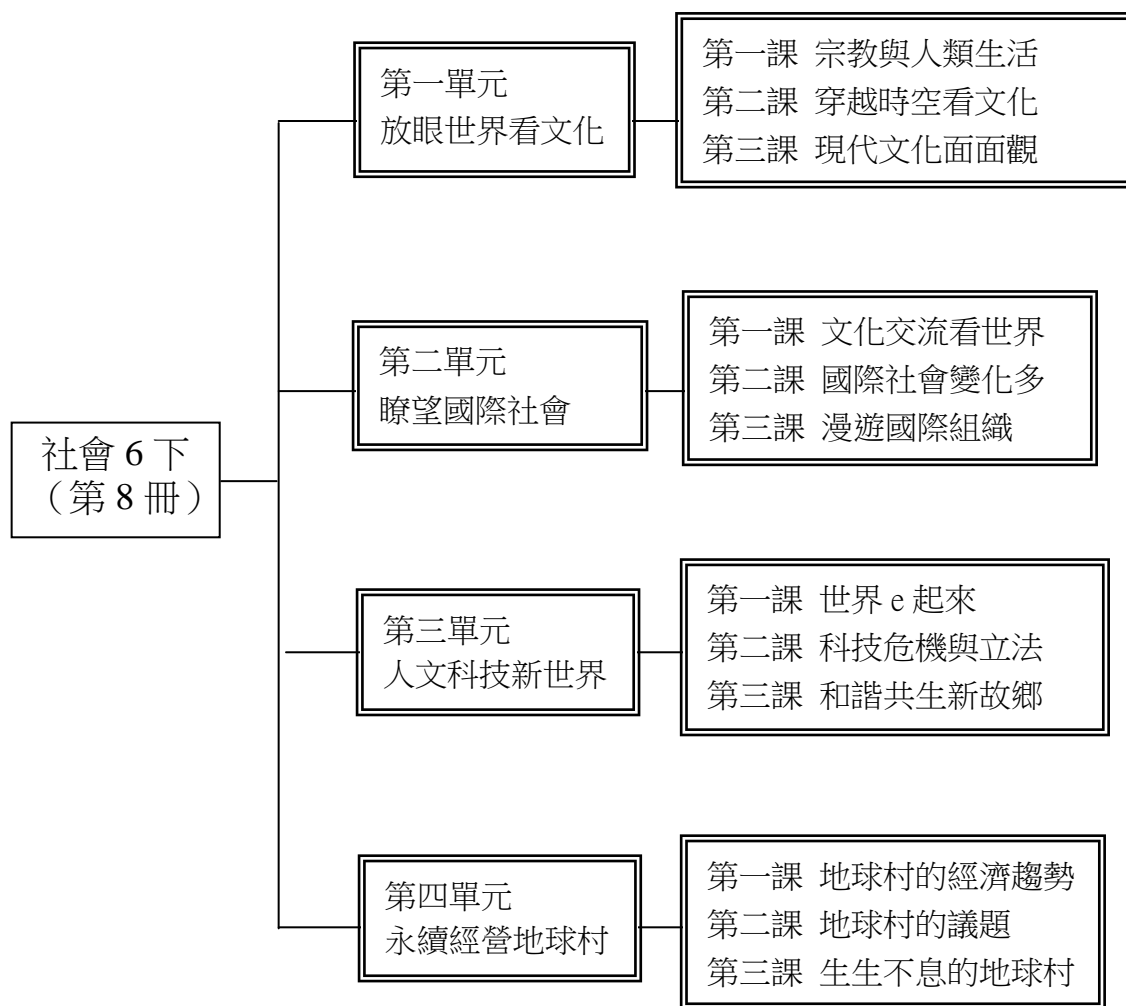 社會 6 下
（第 8 冊）
第一單元
放眼世界看文化
第一課 宗教與人類生活
第二課 穿越時空看文化
第三課 現代文化面面觀
第二單元
瞭望國際社會
第一課 文化交流看世界
第二課 國際社會變化多
第三課 漫遊國際組織
第三單元
人文科技新世界
第一課 世界 e 起來
第二課 科技危機與立法
第三課 和諧共生新故鄉
第四單元
永續經營地球村
第一課 地球村的經濟趨勢
第二課 地球村的議題
第三課 生生不息的地球村